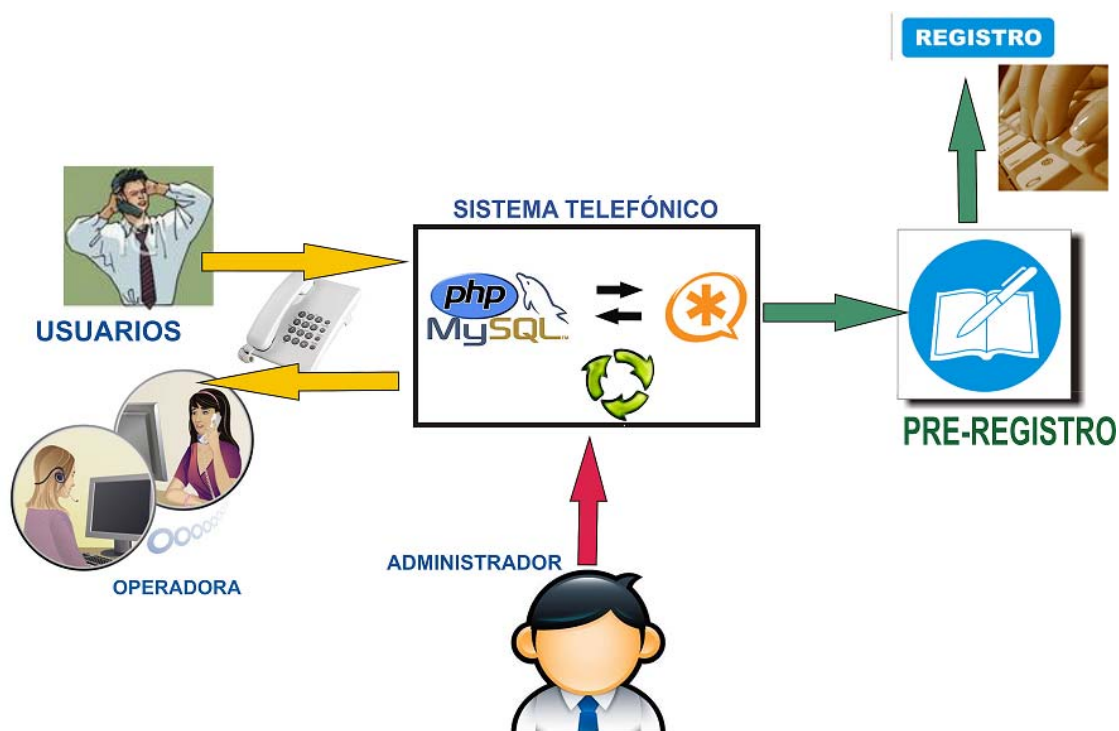 REGISTRO
SISTEMA TELEFÓNICO
php
MySQL
USUARIOS
PRE-REGISTRO
ADMINISTRADOR
OPERADORA